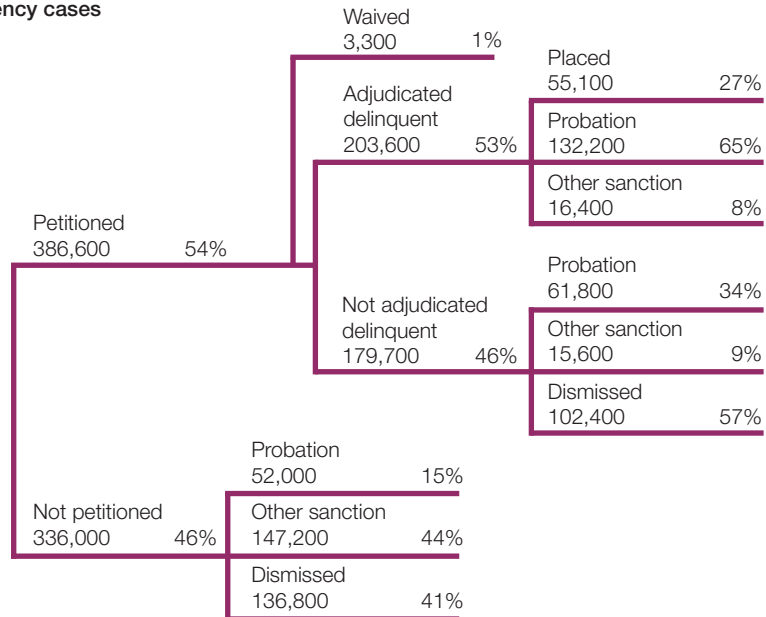 Waived
3,300 1%
Adjudicated
delinquent
203,600 53%
Placed
55,100 27%
Probation
132,200 65%
Other sanction
16,400 8%
Petitioned
386,600 54%
Not adjudicated
delinquent
179,700 46%
Probation
61,800 34%
Other sanction
15,600 9%
Dismissed
102,400 57%
Not petitioned
336,000 46%
Probation
52,000 15%
Other sanction
147,200 44%
Dismissed
136,800 41%